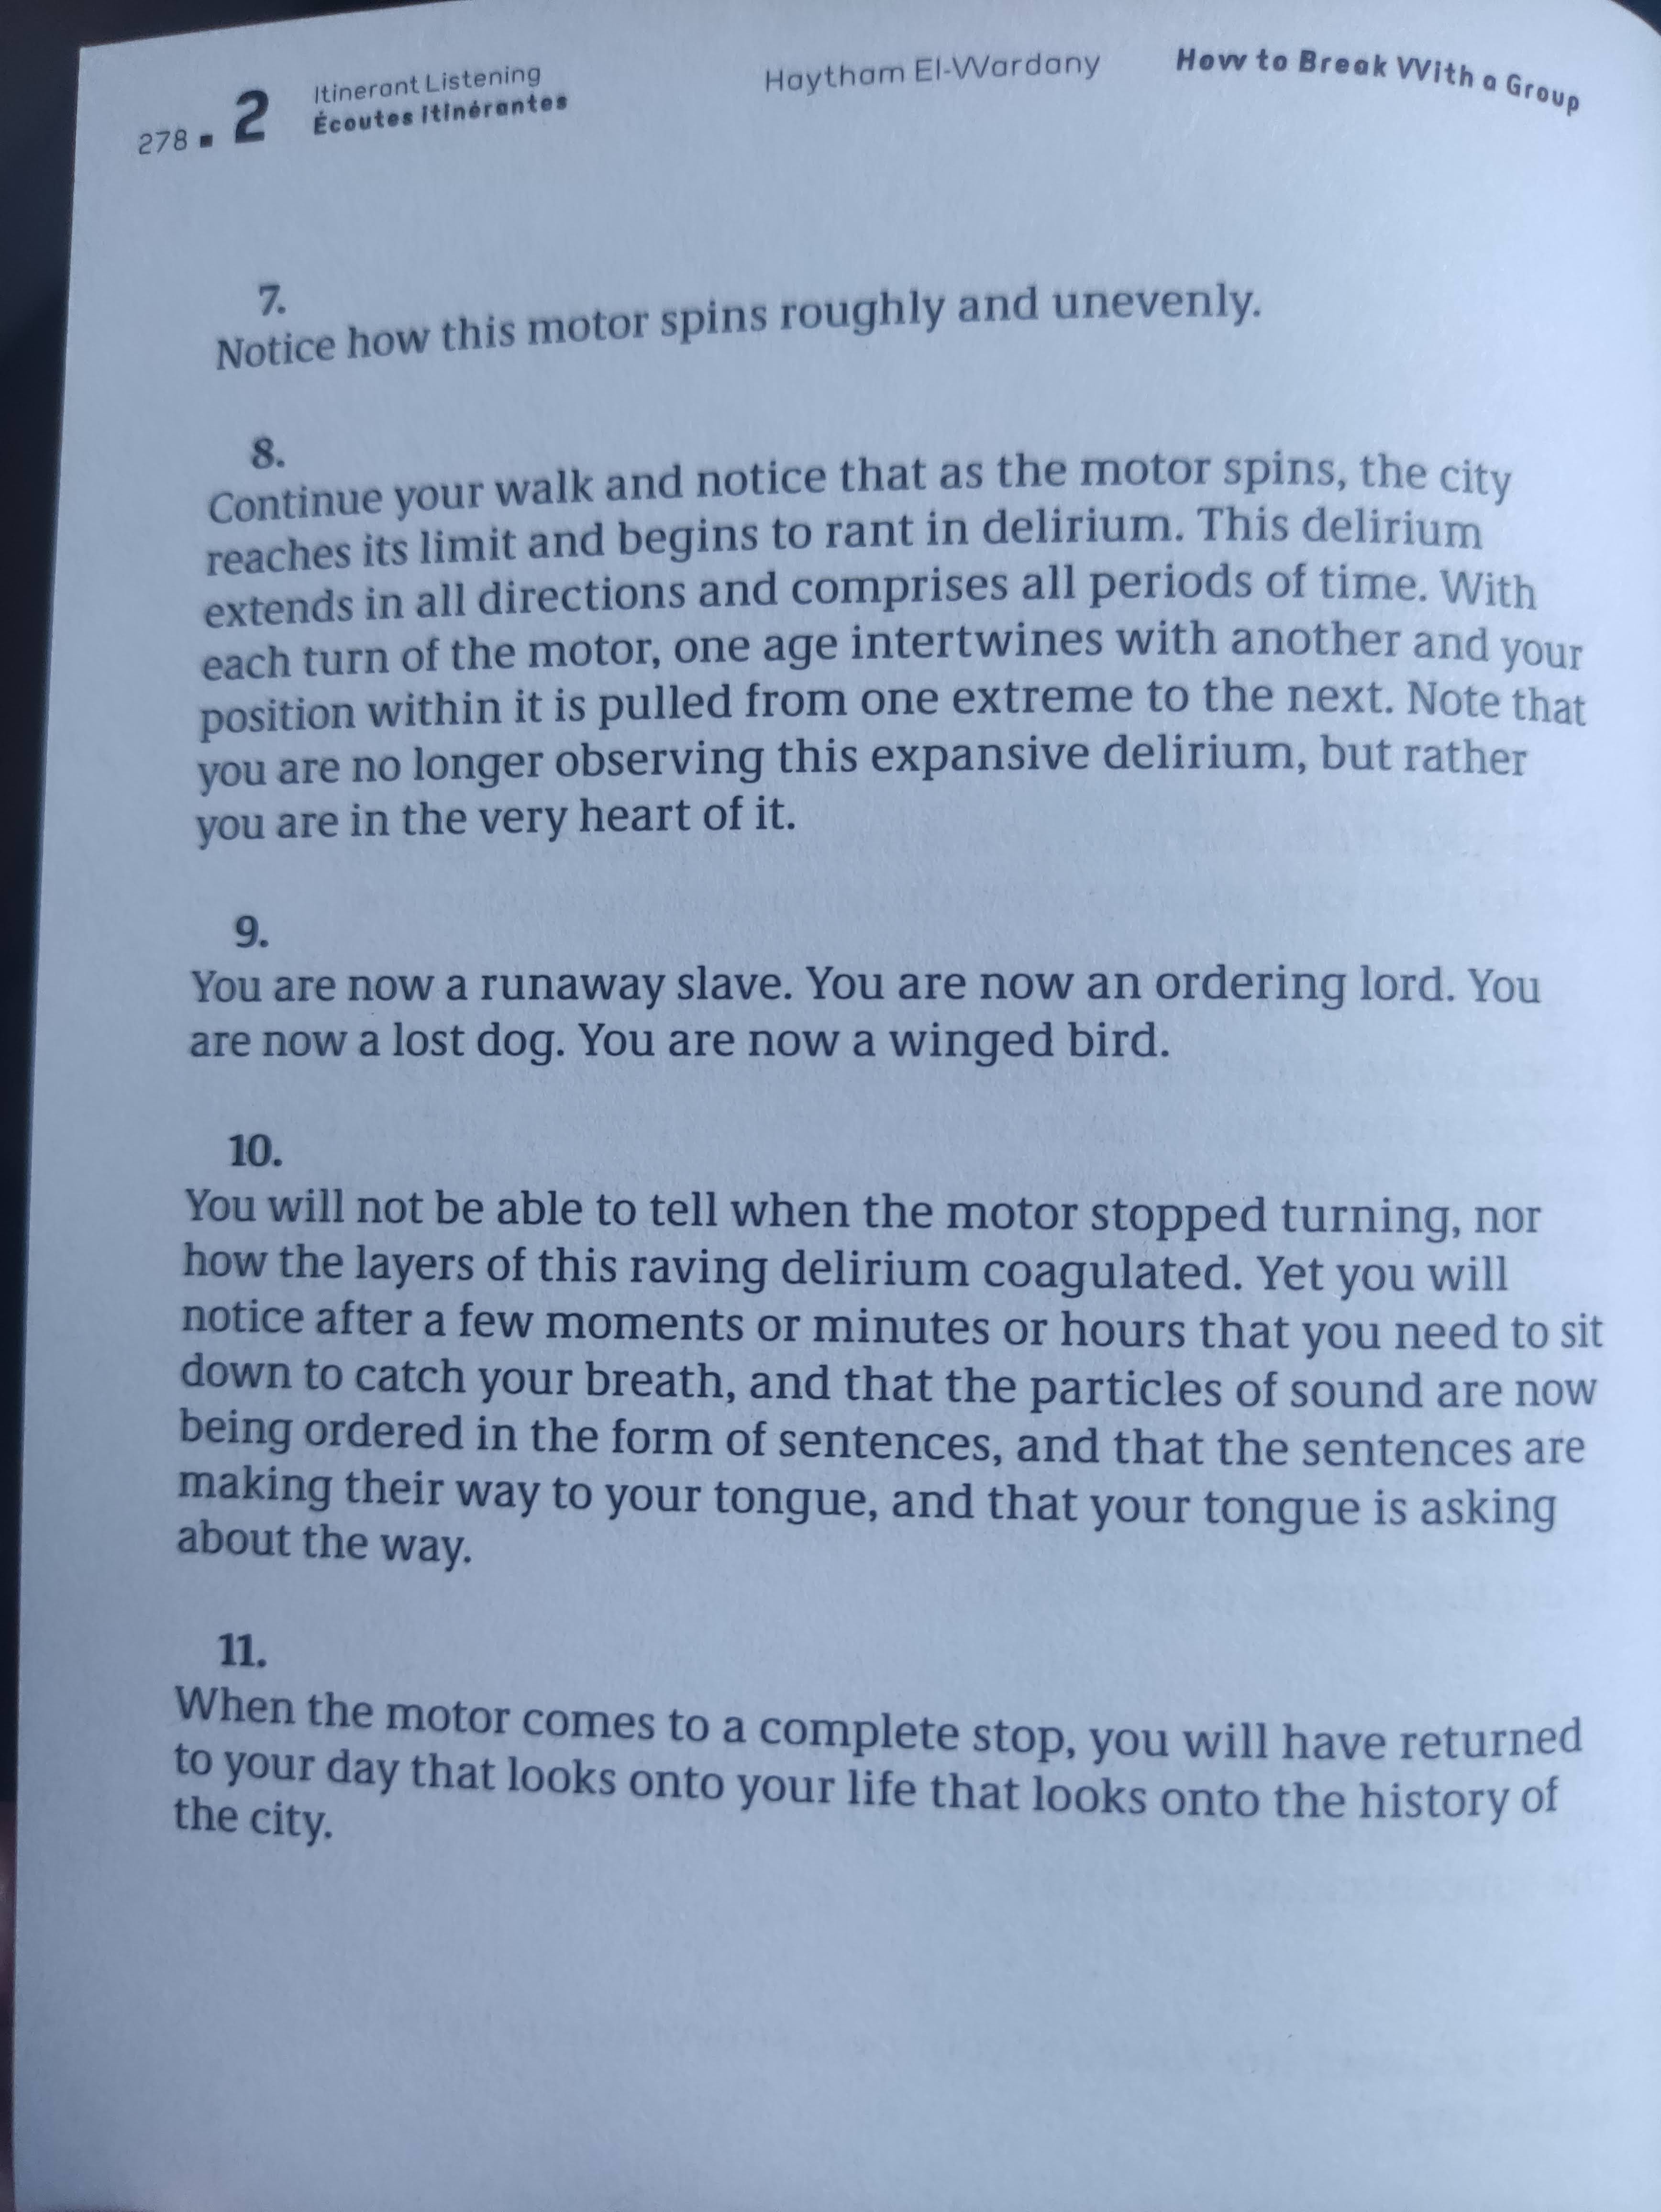 278 . 2
Itinerant Listening
Écoutes itinérantes
Haytham El-Wardany
How to Break With a Group
7.
Notice how this motor spins roughly and unevenly.
8.
Continue your walk and notice that as the motor spins, the city
reaches its limit and begins to rant in delirium. This delirium
extends in all directions and comprises all periods of time. With
each turn of the motor, one age intertwines with another and your
position within it is pulled from one extreme to the next. Note that
you are no longer observing this expansive delirium, but rather
you are in the very heart of it.
9.
You are now a runaway slave. You are now an ordering lord. You
are now a lost dog. You are now a winged bird.
10.
You will not be able to tell when the motor stopped turning, nor
how the layers of this raving delirium coagulated. Yet you will
notice after a few moments or minutes or hours that you need to sit
down to catch your breath, and that the particles of sound are now
being ordered in the form of sentences, and that the sentences are
making their way to your tongue, and that your tongue is asking
about the way.
11.
When the motor comes to a complete stop, you will have returned
to your day that looks onto your life that looks onto the history of
the city.